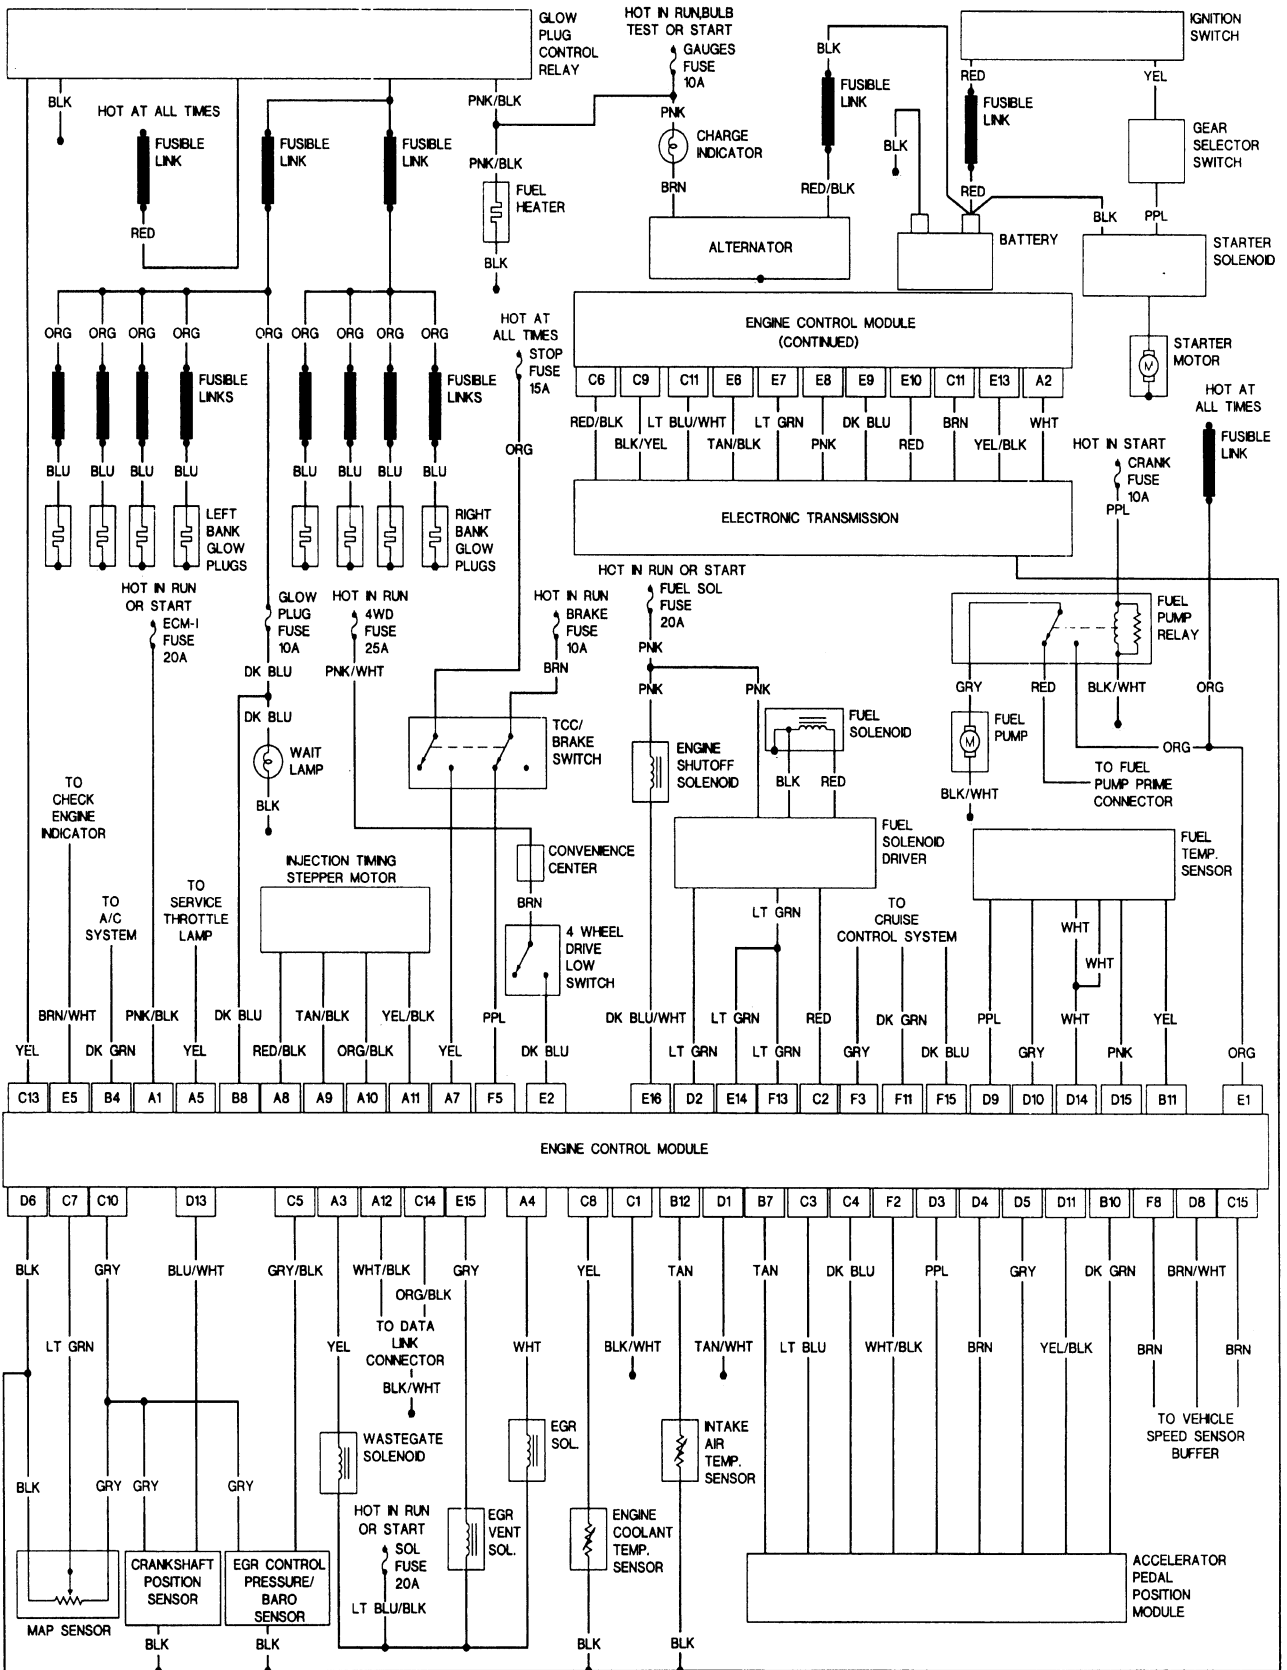 GLOW
PLUG
CONTROL
RELAY
HOT IN RUN,BULB
TEST OR START
GAUGES
FUSE
10A
IGNITION
SWITCH
BLK
RED
YEL
BLK
HOT AT ALL TIMES
PNK/BLK
PNK
FUSIBLE
LINK
FUSIBLE
LINK
FUSIBLE
LINK
FUSIBLE
LINK
FUSIBLE
LINK
CHARGE
INDICATOR
BLK
GEAR
SELECTOR
SWITCH
PNK/BLK
BRN
RED/BLK
RED
FUEL
HEATER
RED
BLK
PPL
BLK
ALTERNATOR
BATTERY
STARTER
SOLENOID
HOT AT
ALL TIMES
STOP
FUSE
15A
ENGINE CONTROL MODULE
(CONTINUED)
STARTER
MOTOR
M
ORG
ORG
ORG
ORG
ORG
ORG
ORG
ORG
ORG
FUSIBLE
LINKS
FUSIBLE
LINKS
C6
C9
C11
E6
E7
E8
E9
E10
C11
E13
A2
RED/BLK
LT BLU/WHT
LT GRN
DK BLU
BRN
WHT
BLK/YEL
TAN/BLK
PNK
RED
YEL/BLK
HOT AT
ALL TIMES
FUSIBLE
LINK
HOT IN START
CRANK
FUSE
10A
PPL
ORG
BLU
BLU
BLU
BLU
BLU
BLU
BLU
BLU
LEFT
BANK
GLOW
PLUGS
RIGHT
BANK
GLOW
PLUGS
ELECTRONIC TRANSMISSION
HOT IN RUN
OR START
ECM-I
FUSE
20A
GLOW
PLUG
FUSE
10A
HOT IN RUN
4WD
FUSE
25A
HOT IN RUN
BRAKE
FUSE
10A
HOT IN RUN OR START
FUEL SOL
FUSE
20A
FUEL
PUMP
RELAY
DK BLU
PNK/WHT
BRN
PNK
PNK
PNK
GRY
RED
BLK/WHT
ORG
DK BLU
TCC/
BRAKE
SWITCH
FUEL
SOLENOID
M
FUEL
PUMP
WAIT
LAMP
ENGINE
SHUTOFF
SOLENOID
ORG
BLK
BLK
RED
BLK/WHT
TO FUEL
PUMP PRIME
CONNECTOR
TO
CHECK
ENGINE
INDICATOR
FUEL
SOLENOID
DRIVER
FUEL
TEMP.
SENSOR
INJECTION TIMING
STEPPER MOTOR
CONVENIENCE
CENTER
TO
SERVICE
THROTTLE
LAMP
TO
A/C
SYSTEM
BRN
LT GRN
TO
CRUISE
CONTROL SYSTEM
WHT
WHT
4 WHEEL
DRIVE
LOW
SWITCH
BRN/WHT
PNK/BLK
DK BLU
TAN/BLK
YEL/BLK
PPL
DK BLU/WHT
LT GRN
RED
DK GRN
PPL
WHT
YEL
YEL
DK GRN
YEL
RED/BLK
ORG/BLK
YEL
DK BLU
LT GRN
LT GRN
GRY
DK BLU
GRY
PNK
ORG
C13
E5
B4
A1
A5
B8
A8
A9
A10
A11
A7
F5
E2
E16
D2
E14
F13
C2
F3
F11
F15
D9
D10
D14
D15
B11
E1
ENGINE CONTROL MODULE
D6
C7
C10
D13
C5
A3
A12
C14
E15
A4
C8
C1
B12
D1
B7
C3
C4
F2
D3
D4
D5
D11
B10
F8
D8
C15
BLK
GRY
BLU/WHT
GRY/BLK
WHT/BLK
GRY
YEL
TAN
TAN
DK BLU
PPL
GRY
DK GRN
BRN/WHT
ORG/BLK
LT GRN
YEL
TO DATA
LINK
CONNECTOR
WHT
BLK/WHT
TAN/WHT
LT BLU
WHT/BLK
BRN
YEL/BLK
BRN
BRN
BLK/WHT
WASTEGATE
SOLENOID
EGR
SOL.
INTAKE
AIR
TEMP.
SENSOR
TO VEHICLE
SPEED SENSOR
BUFFER
BLK
GRY
GRY
GRY
HOT IN RUN
OR START
SOL
FUSE
20A
EGR
VENT
SOL.
ENGINE
COOLANT
TEMP.
SENSOR
CRANKSHAFT
POSITION
SENSOR
EGR CONTROL
PRESSURE/
BARO
SENSOR
ACCELERATOR
PEDAL
POSITION
MODULE
LT BLU/BLK
MAP SENSOR
BLK
BLK
BLK
BLK